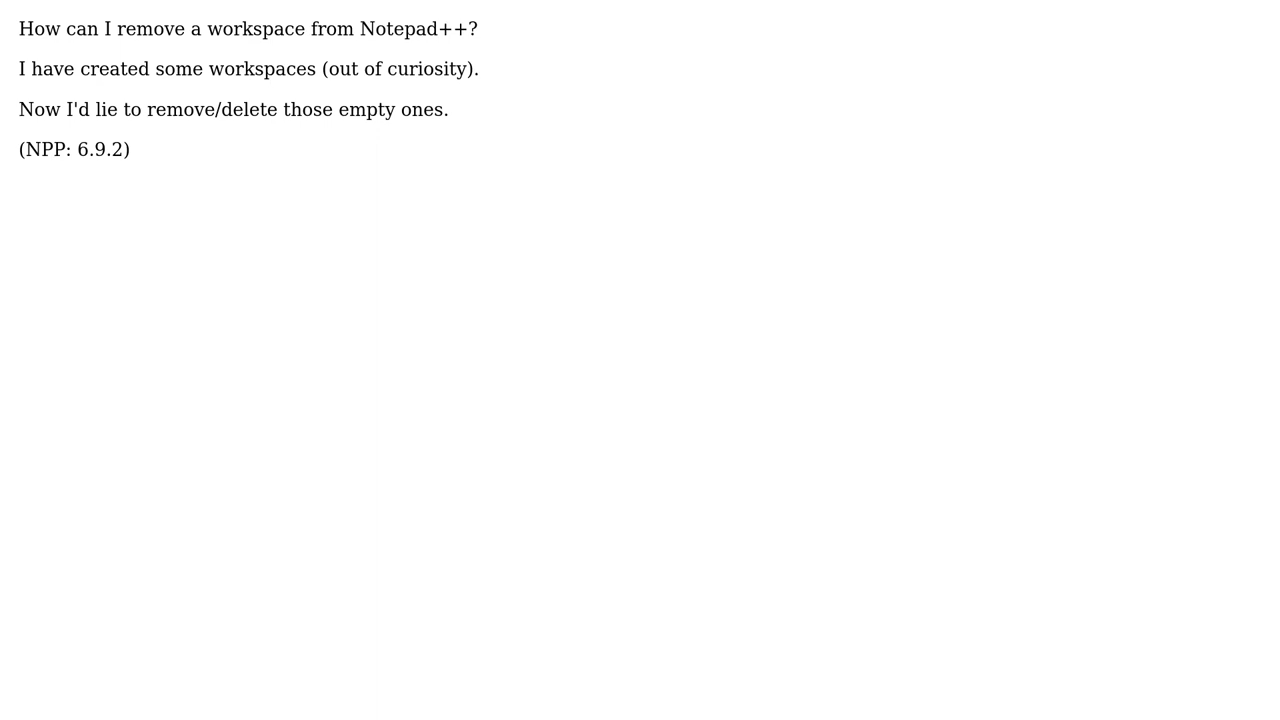 How can I remove a workspace from Notepad++?
I have created some workspaces (out of curiosity).
Now I'd lie to remove/delete those empty ones.
(NPP: 6.9.2)